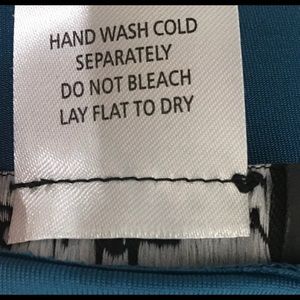 HAND WASH COLD
SEPARATELY
DO NOT BLEACH
LAY FLAT TO DRY